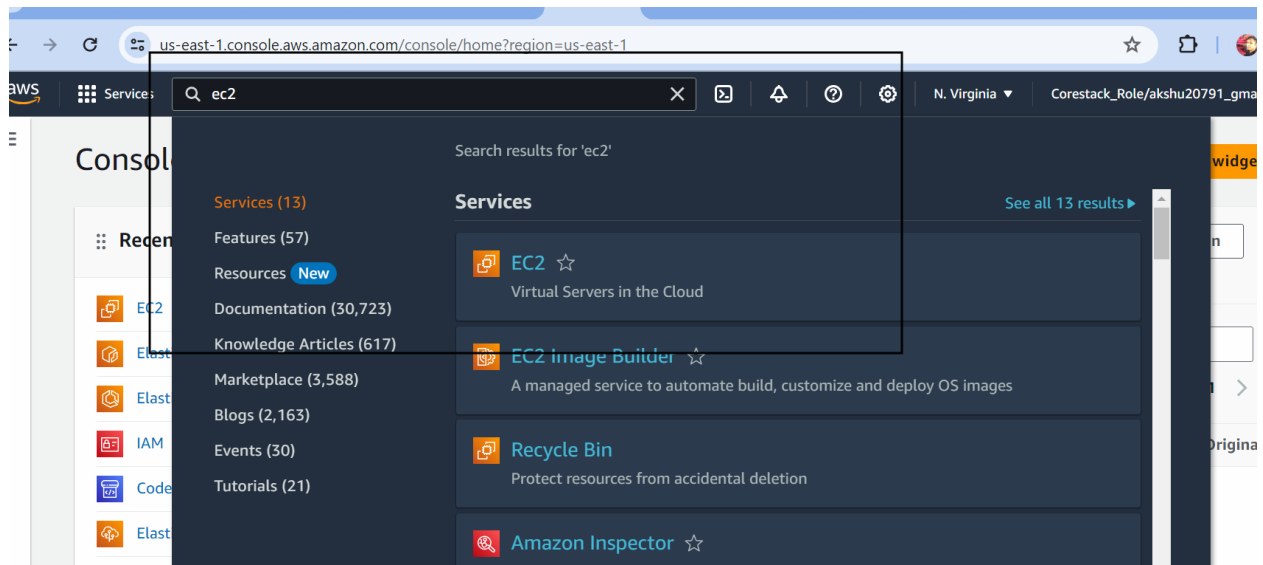 us-east-1.console.aws.amazon.com/console/home?region=us-east-1
aws
Services
ec2
N. Virginia
Corestack_Role/akshu20791_gma
Consol
Search results for 'ec2'
widge
Services (13)
Services
See all 13 results
Recen
Features (57)
n
EC2
Resources New
Virtual Servers in the Cloud
EC2
Documentation (30,723)
Elast
Knowledge Articles (617)
EC2 Image Builder
Marketplace (3,588)
A managed service to automate build, customize and deploy OS images
Elast
Blogs (2,163)
IAM
Events (30)
Recycle Bin
Origina
Protect resources from accidental deletion
Code
Tutorials (21)
Elast
Amazon Inspector